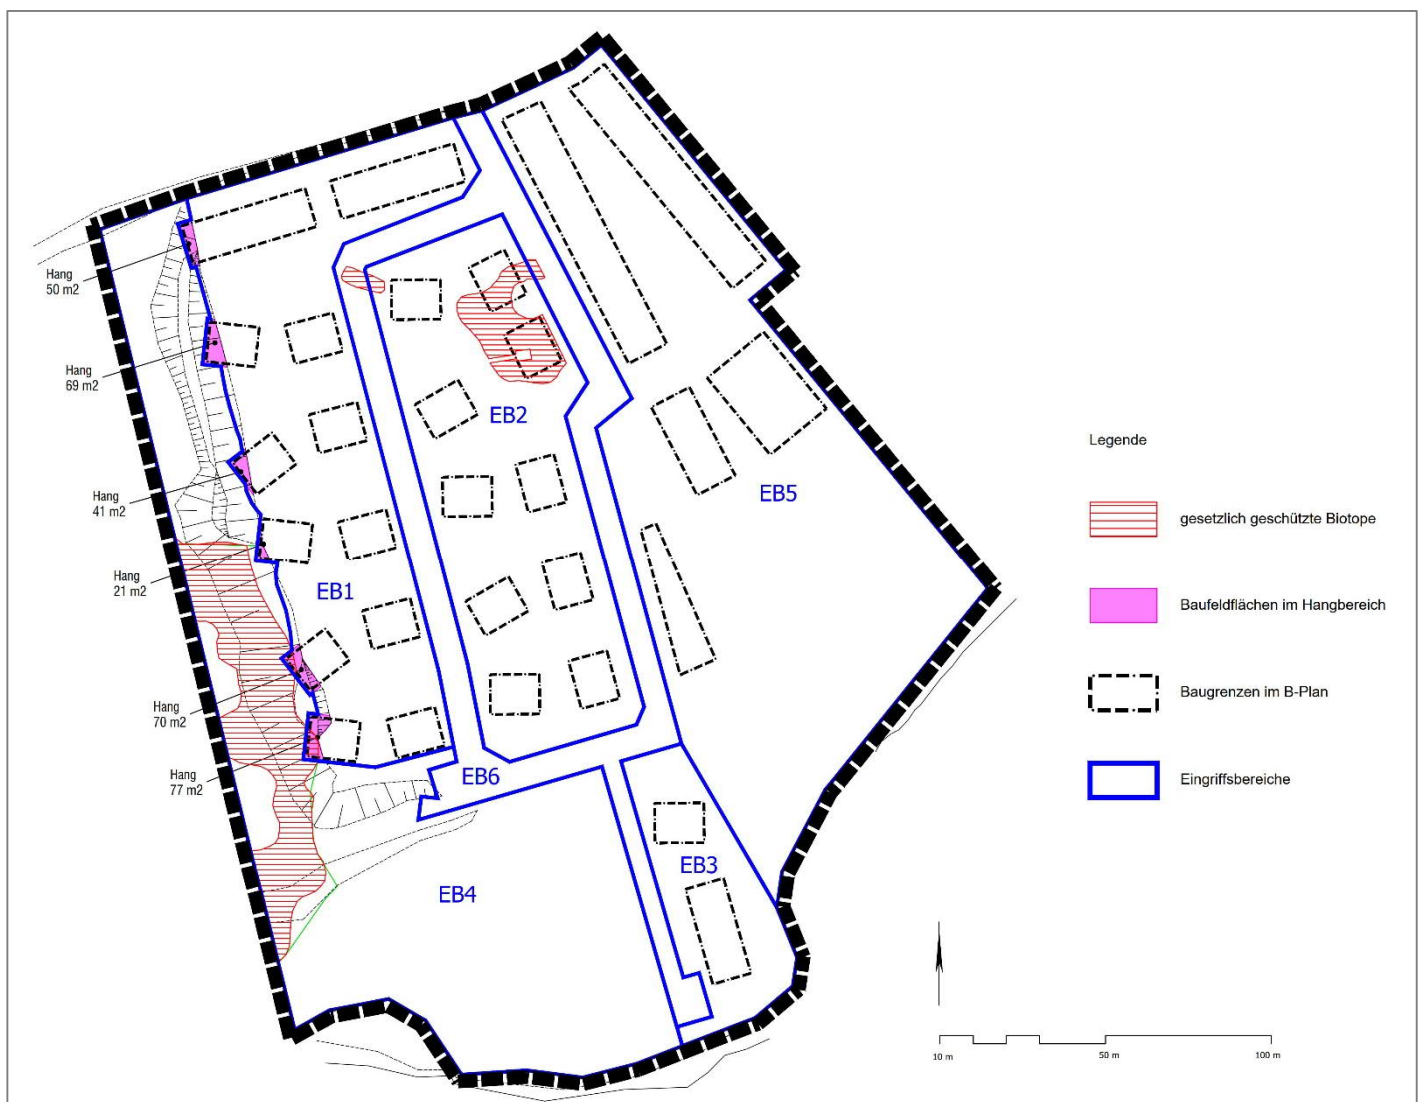 Hang
50 m2
Hang
69 m2
Hang
41 m2
Hang
21 m2
Hang
70 m2
Hang
77 m2
EB1
EB2
EB5
EB6
EB3
EB4
Legende
gesetzlich geschützte Biotope
Baufeldflächen im Hangbereich
Baugrenzen im B-Plan
Eingriffsbereiche
10 m 50 m 100 m